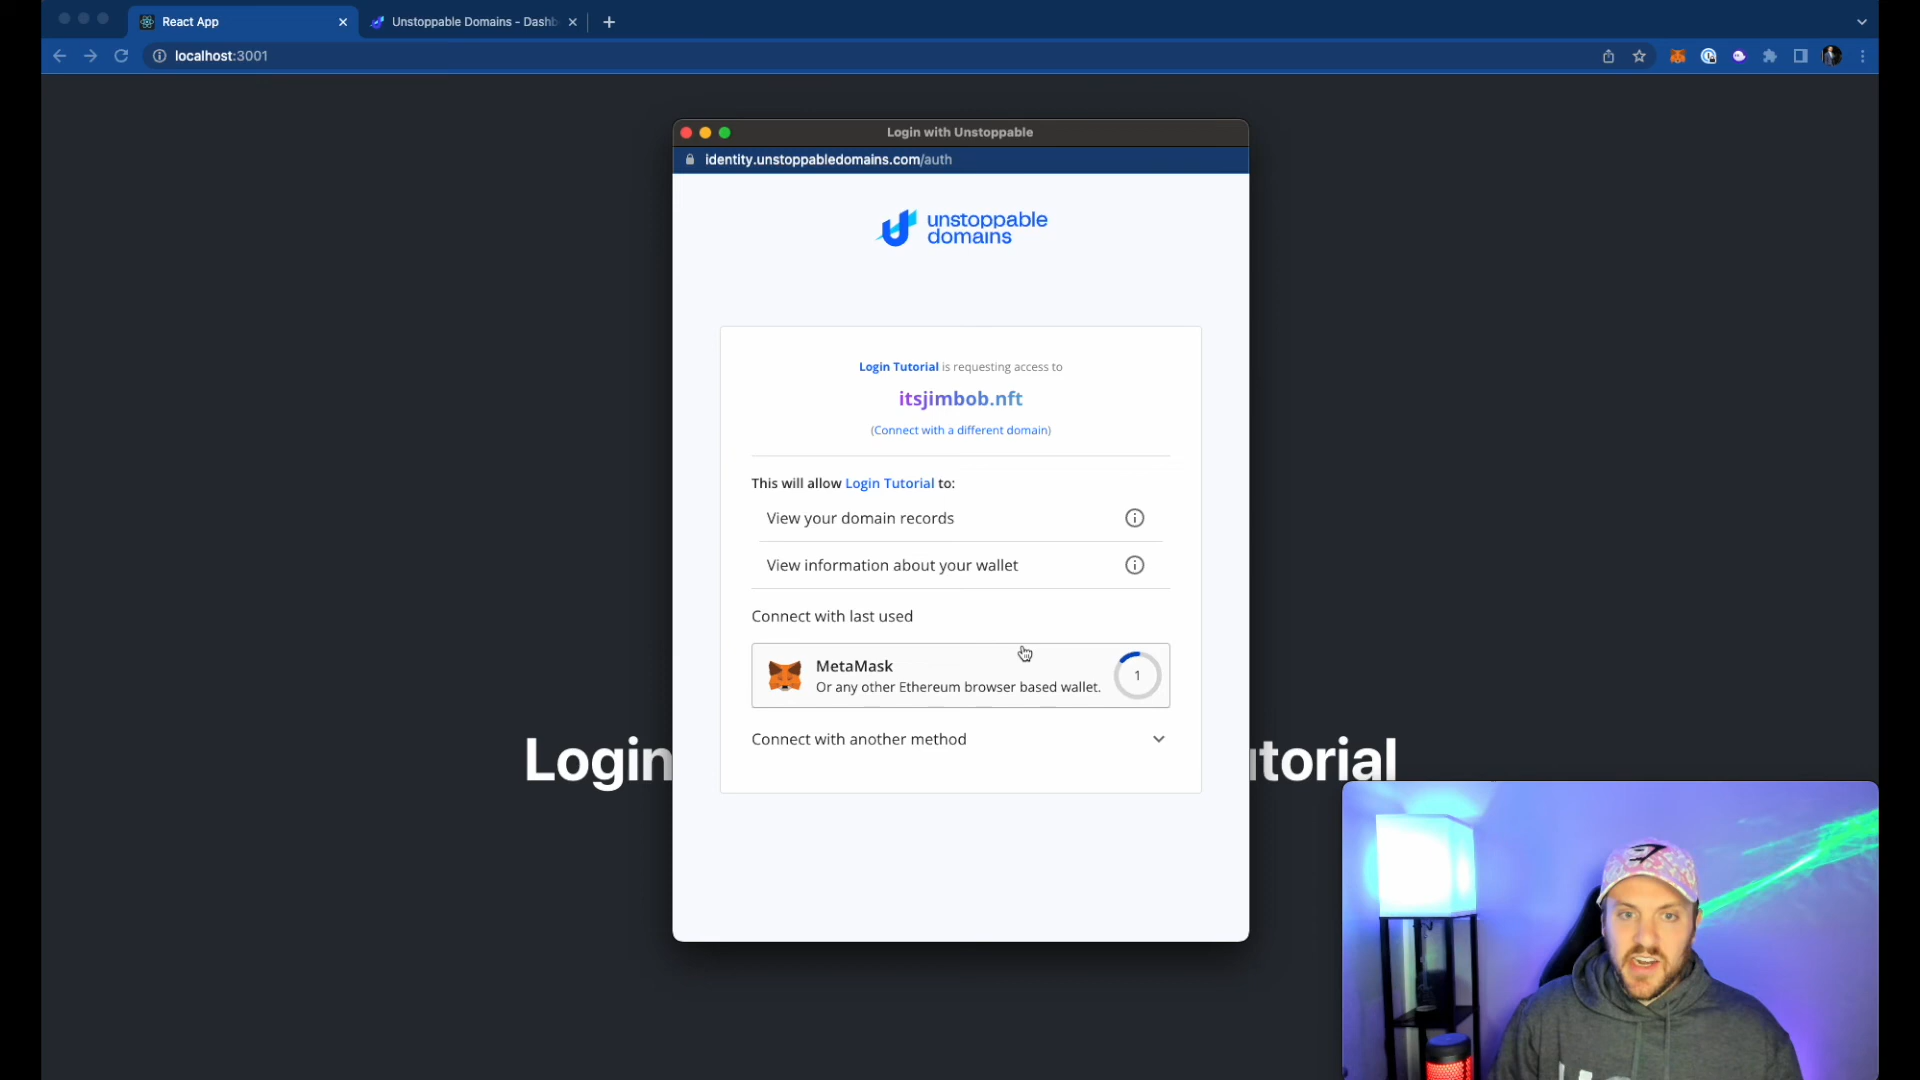 React App
Unstoppable Domains - Dashb
localhost:3001
Login with Unstoppable
identity.unstoppabledomains.com/auth
unstoppable
domains
Login Tutorial is requesting access to
itsjimbob.nft
(Connect with a different domain)
This will allow Login Tutorial to:
View your domain records
View information about your wallet
Connect with last used
MetaMask
Or any other Ethereum browser based wallet.
1
Connect with another method
Login
torial